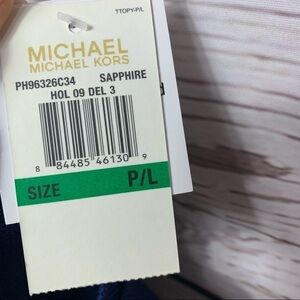 TTOPY-P/L
MICHAEL
MICHAEL KORS
PH96326C34 SAPPHIRE
HOL 09 DEL 3
8 84485 46130 9
SIZE P/L